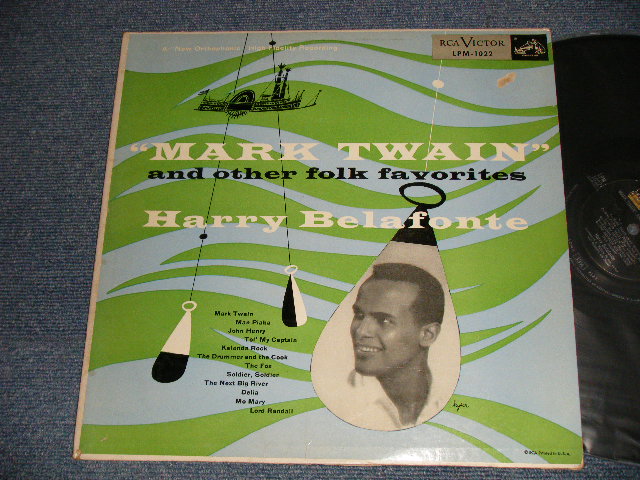 A "New Orthophonic" High Fidelity Recording
RCA VICTOR
LPM-1022
"MARK TWAIN"
and other folk favorites
Harry Belafonte
Mark Twain
Man Piaba
John Henry
Tol' My Captain
Kalenda Rock
The Drummer and the Cook
The Fox
Soldier, Soldier
The Next Big River
Delia
Mo Mary
Lord Randall